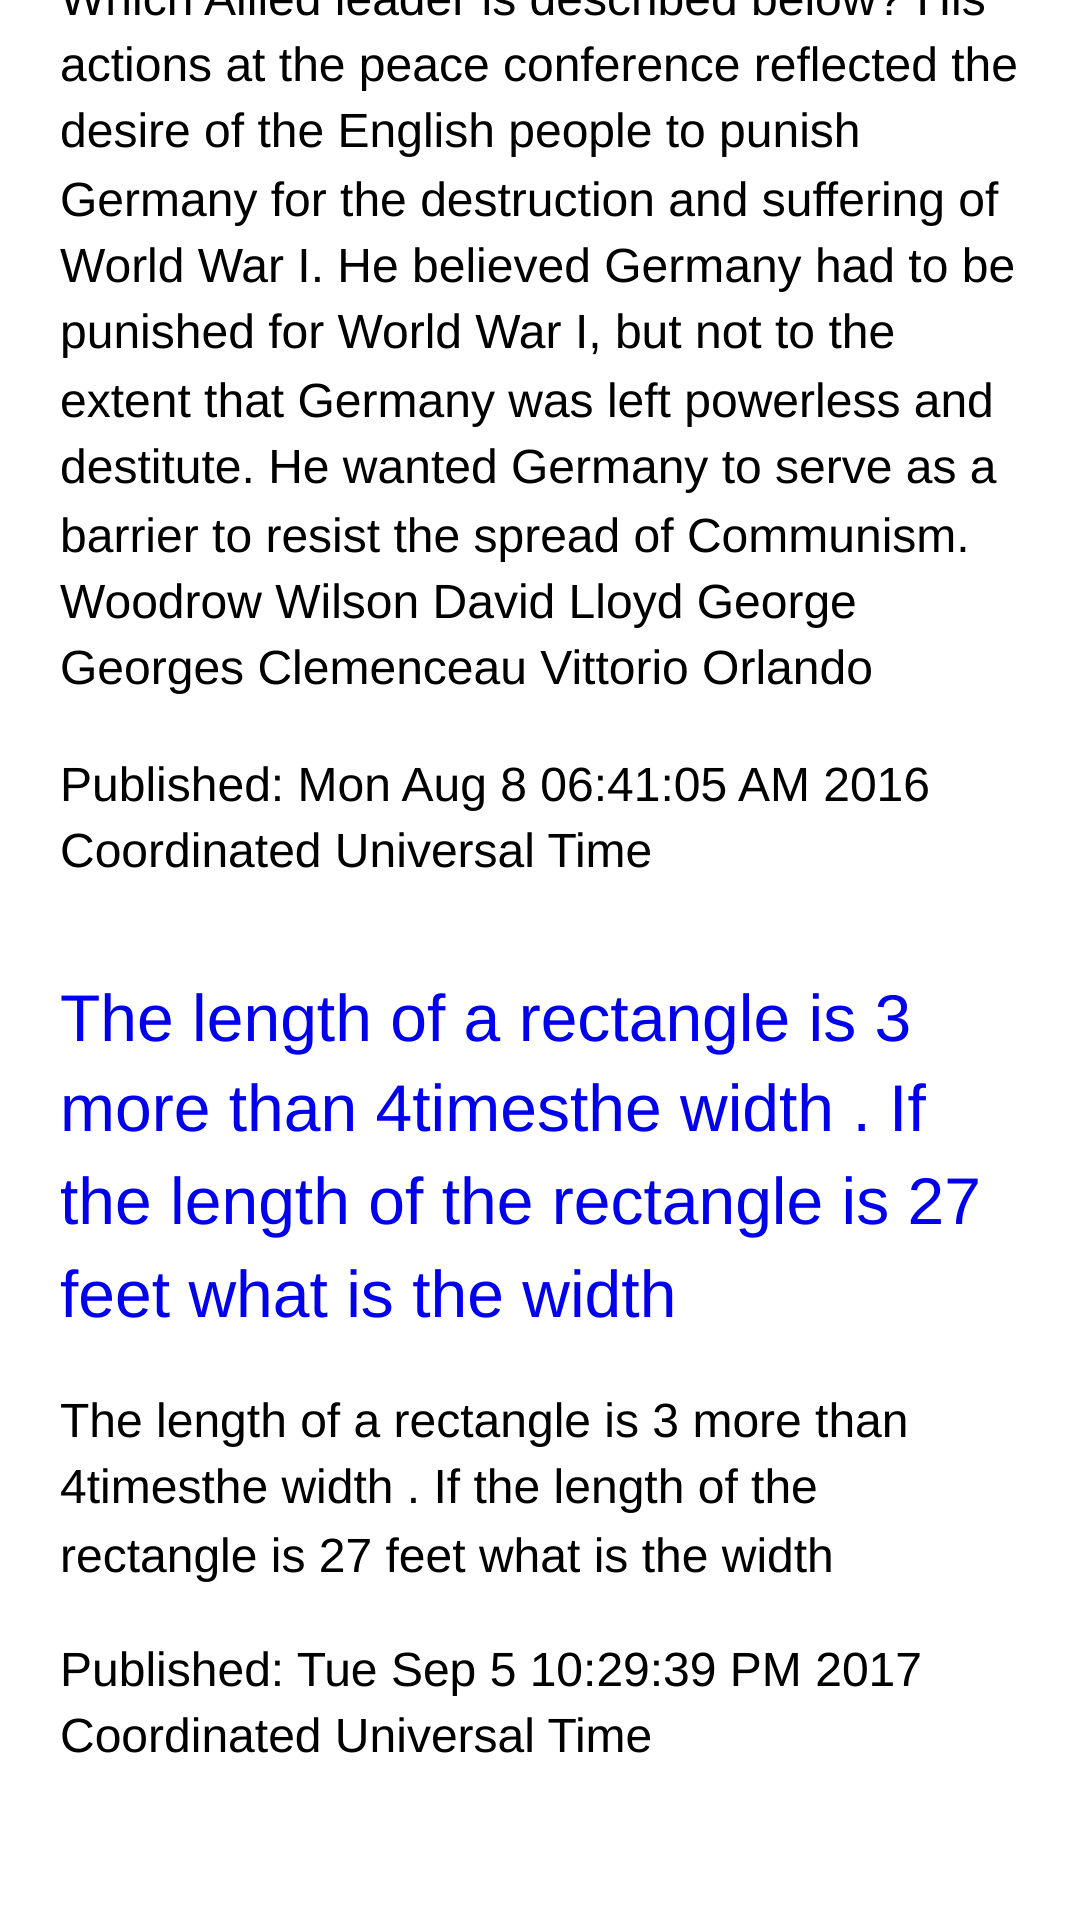 Which Allied leader is described below? His
actions at the peace conference reflected the
desire of the English people to punish
Germany for the destruction and suffering of
World War I. He believed Germany had to be
punished for World War I, but not to the
extent that Germany was left powerless and
destitute. He wanted Germany to serve as a
barrier to resist the spread of Communism.
Woodrow Wilson David Lloyd George
Georges Clemenceau Vittorio Orlando
Published: Mon Aug 8 06:41:05 AM 2016
Coordinated Universal Time
The length of a rectangle is 3
more than 4timesthe width . If
the length of the rectangle is 27
feet what is the width
The length of a rectangle is 3 more than
4timesthe width . If the length of the
rectangle is 27 feet what is the width
Published: Tue Sep 5 10:29:39 PM 2017
Coordinated Universal Time